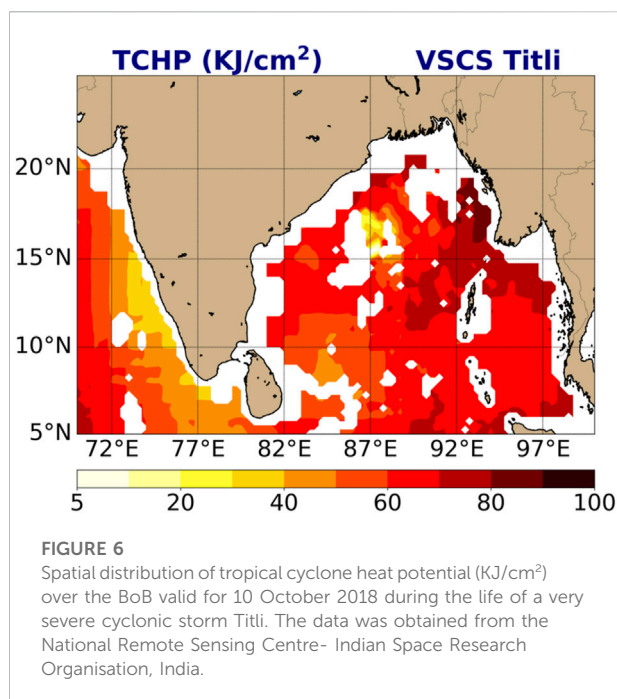 TCHP (KJ/cm²) VSCS Titli
20°N
15°N
10°N
5°N
72°E 77°E 82°E 87°E 92°E 97°E
5 20 40 60 80 100
FIGURE 6
Spatial distribution of tropical cyclone heat potential (KJ/cm²)
over the BoB valid for 10 October 2018 during the life of a very
severe cyclonic storm Titli. The data was obtained from the
National Remote Sensing Centre- Indian Space Research
Organisation, India.